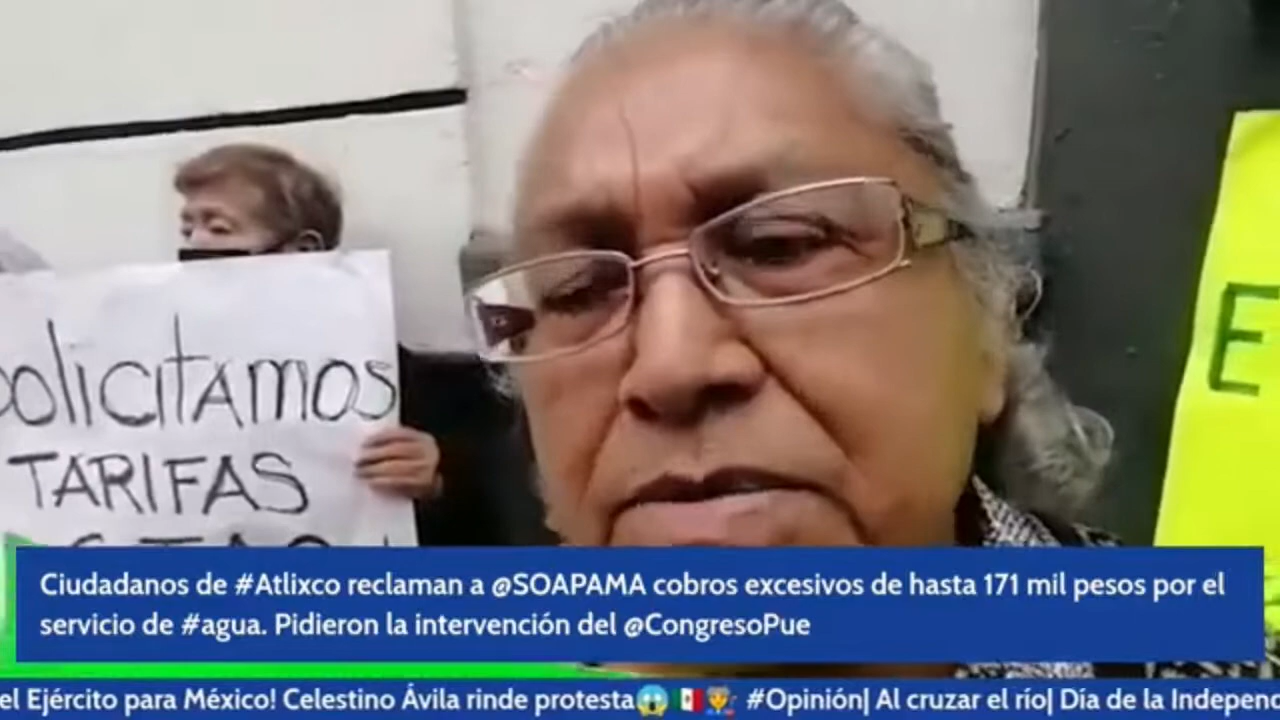 SOLICITAMOS
TARIFAS
E
Ciudadanos de #Atlixco reclaman a @SOAPAMA cobros excesivos de hasta 171 mil pesos por el
servicio de #agua. Pidieron la intervención del @CongresoPue
el Ejército para México! Celestino Ávila rinde protesta😱 🇲🇽 #Opinión| Al cruzar el río| Día de la Independ